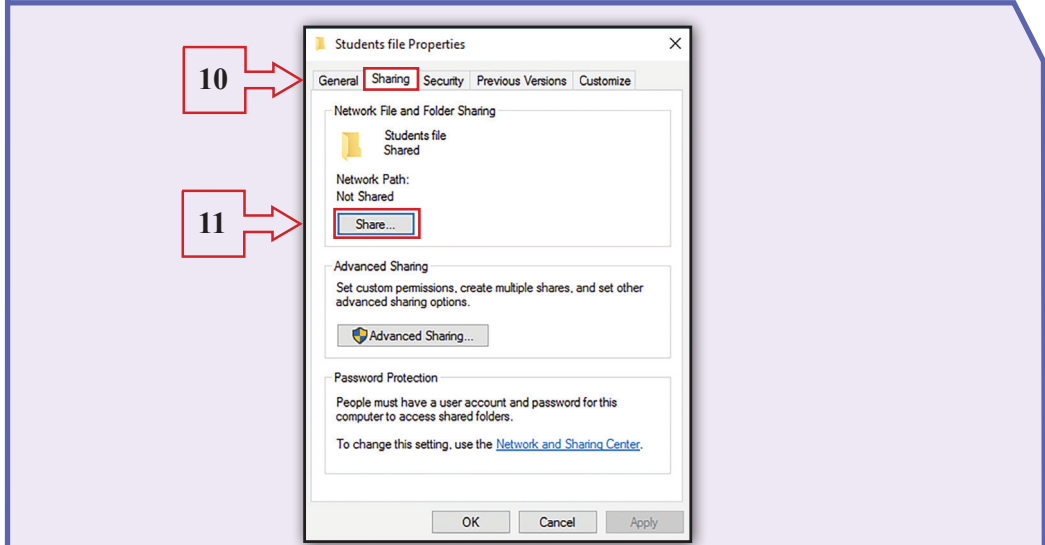 Students file Properties
10
General Sharing Security Previous Versions Customize
Network File and Folder Sharing
Students file
Shared
Network Path:
Not Shared
11
Share...
Advanced Sharing
Set custom permissions, create multiple shares, and set other
advanced sharing options.
Advanced Sharing...
Password Protection
People must have a user account and password for this
computer to access shared folders.
To change this setting, use the Network and Sharing Center.
OK Cancel Apply